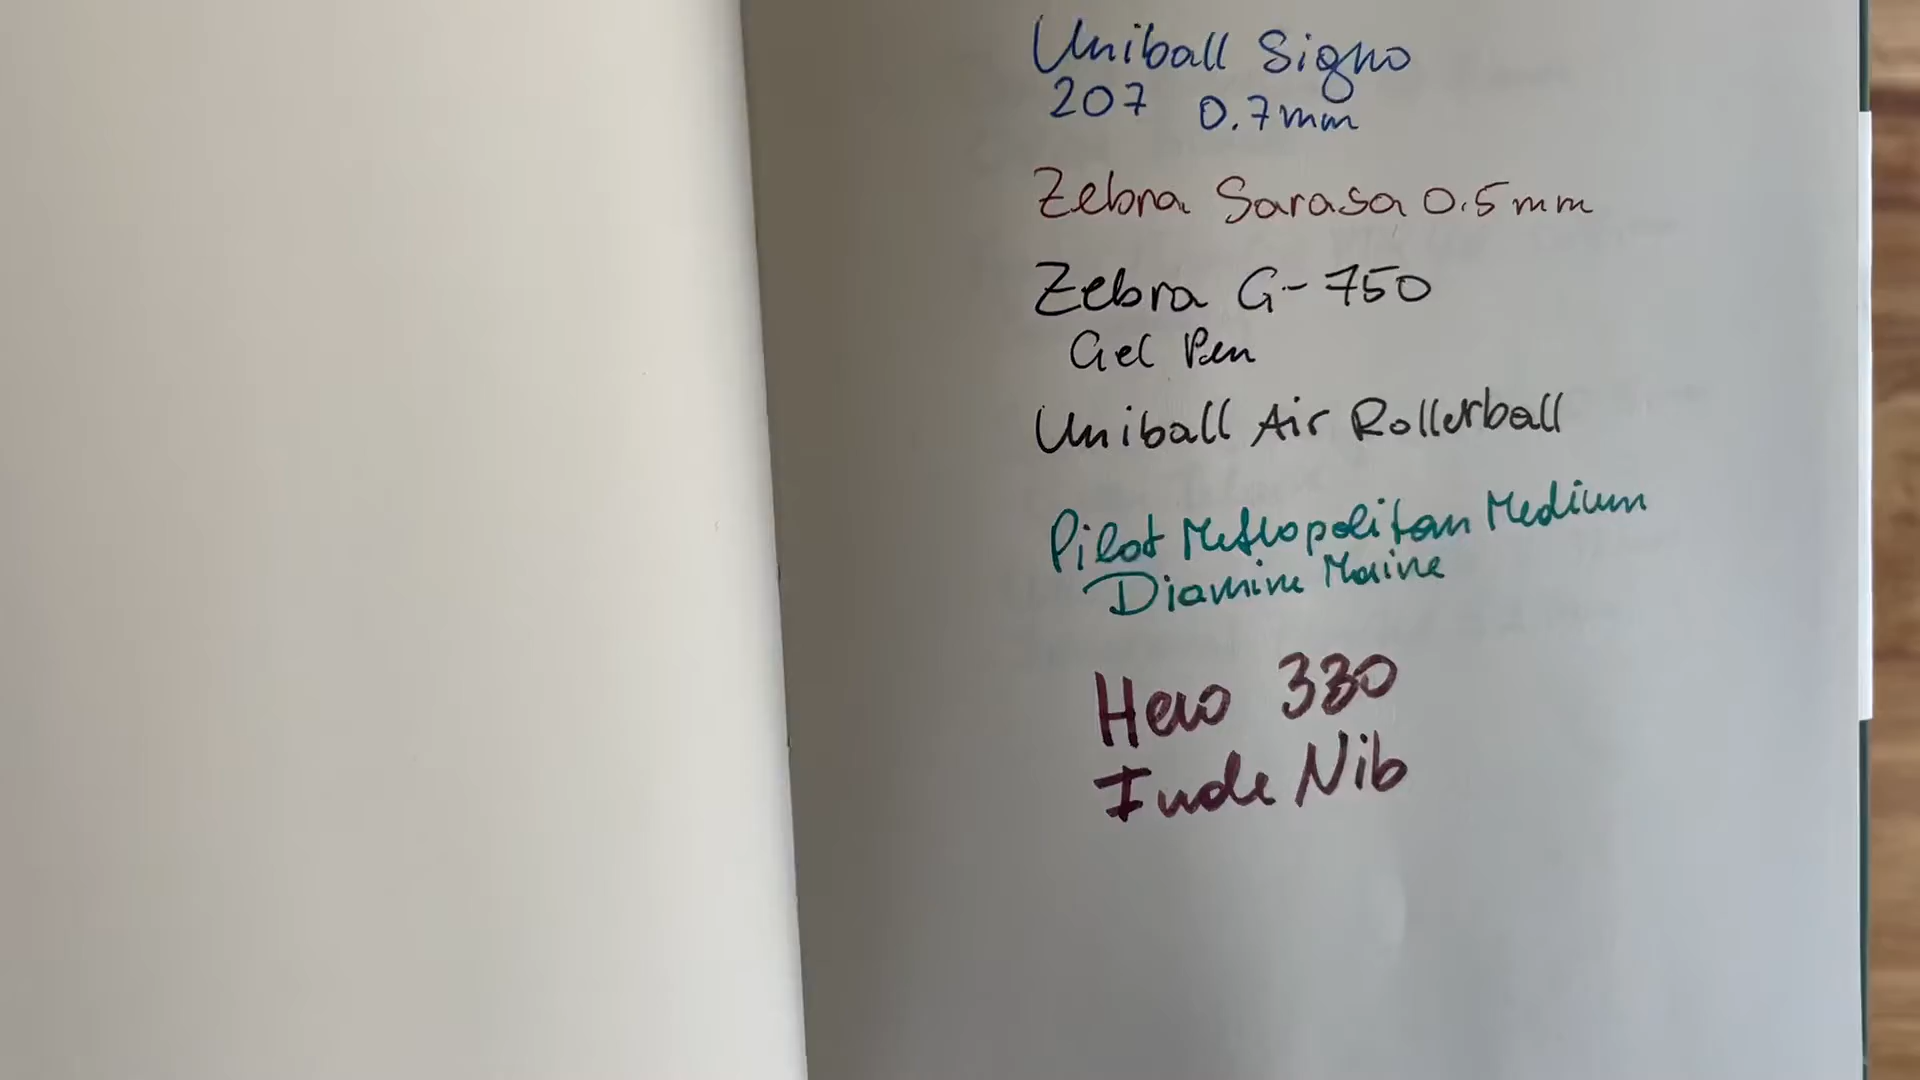 Uniball Signo
207 0.7mm
Zebra Sarasa 0.5mm
Zebra G-750
Gel Pen
Uniball Air Rollerball
Pilot Metropolitan Medium
Diamine Marine
Hero 330
Fude Nib